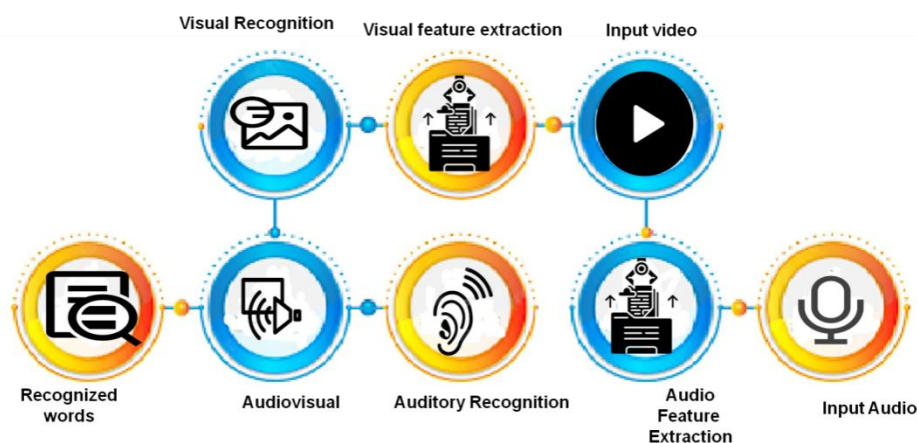 Visual Recognition
Visual feature extraction
Input video
Recognized
words
Audiovisual
Auditory Recognition
Audio
Feature
Extraction
Input Audio